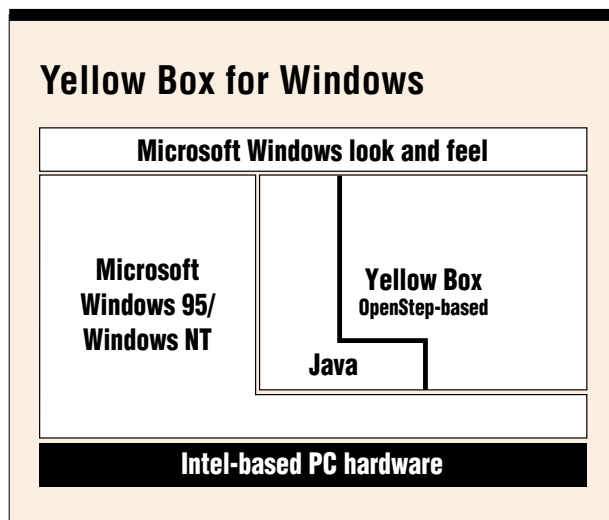 Yellow Box for Windows
Microsoft Windows look and feel
Microsoft
Windows 95/
Windows NT
Yellow Box
OpenStep-based
Java
Intel-based PC hardware